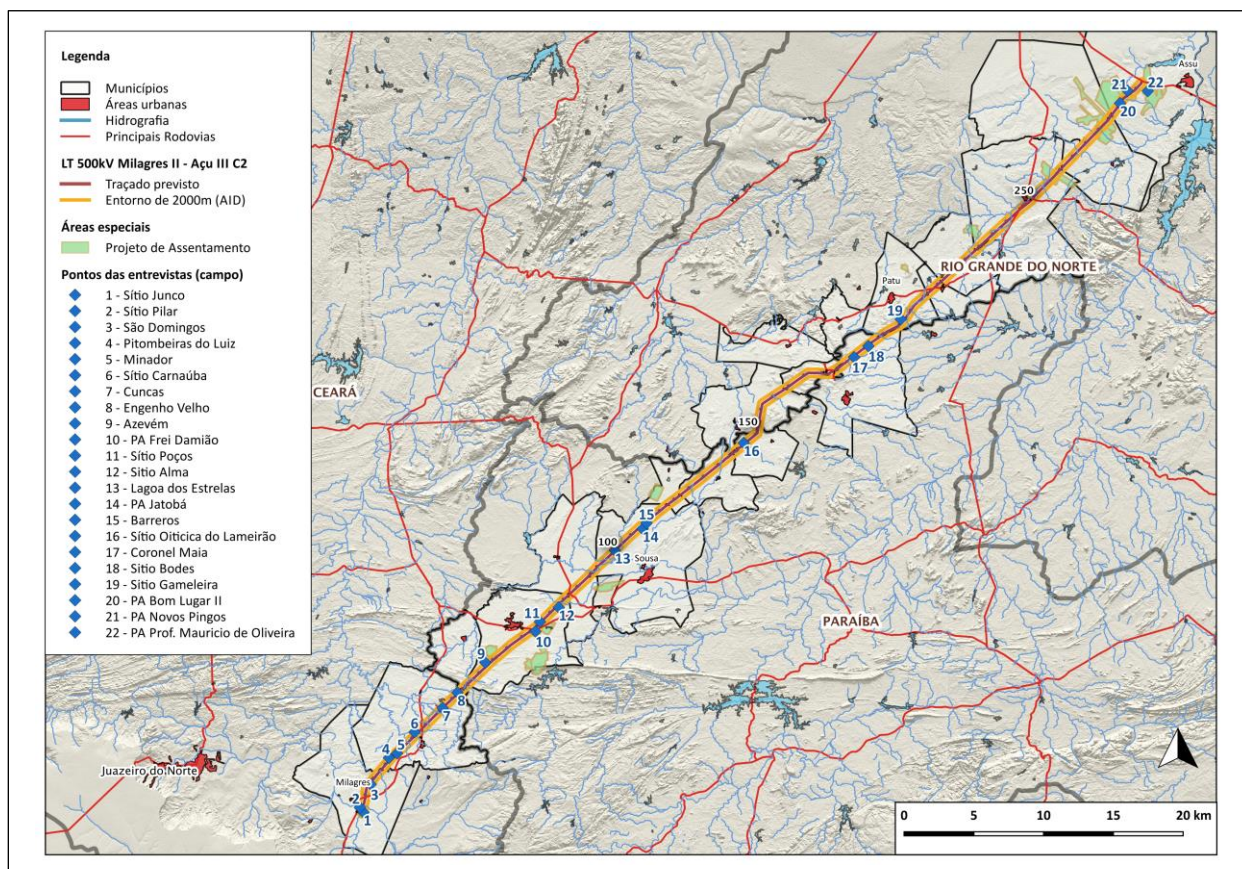 Legenda
Municípios
Áreas urbanas
Hidrografia
Principais Rodovias
LT 500kV Milagres II - Açu III C2
Traçado previsto
Entorno de 2000m (AID)
Áreas especiais
Projeto de Assentamento
Pontos das entrevistas (campo)
1 - Sítio Junco
2 - Sítio Pilar
3 - São Domingos
4 - Pitombeiras do Luiz
5 - Minador
6 - Sítio Carnaúba
7 - Cuncas
8 - Engenho Velho
9 - Azevém
10 - PA Frei Damião
11 - Sítio Poços
12 - Sitio Alma
13 - Lagoa dos Estrelas
14 - PA Jatobá
15 - Barreros
16 - Sítio Oiticica do Lameirão
17 - Coronel Maia
18 - Sitio Bodes
19 - Sítio Gameleira
20 - PA Bom Lugar II
21 - PA Novos Pingos
22 - PA Prof. Mauricio de Oliveira
Assu
21
22
20
250
RIO GRANDE DO NORTE
Patu
19
18
17
CEARÁ
150
16
15
14
100
13
Sousa
PARAÍBA
11
12
10
9
8
7
6
5
4
Juazeiro do Norte
Milagres
3
2
1
0
5
10
15
20 km